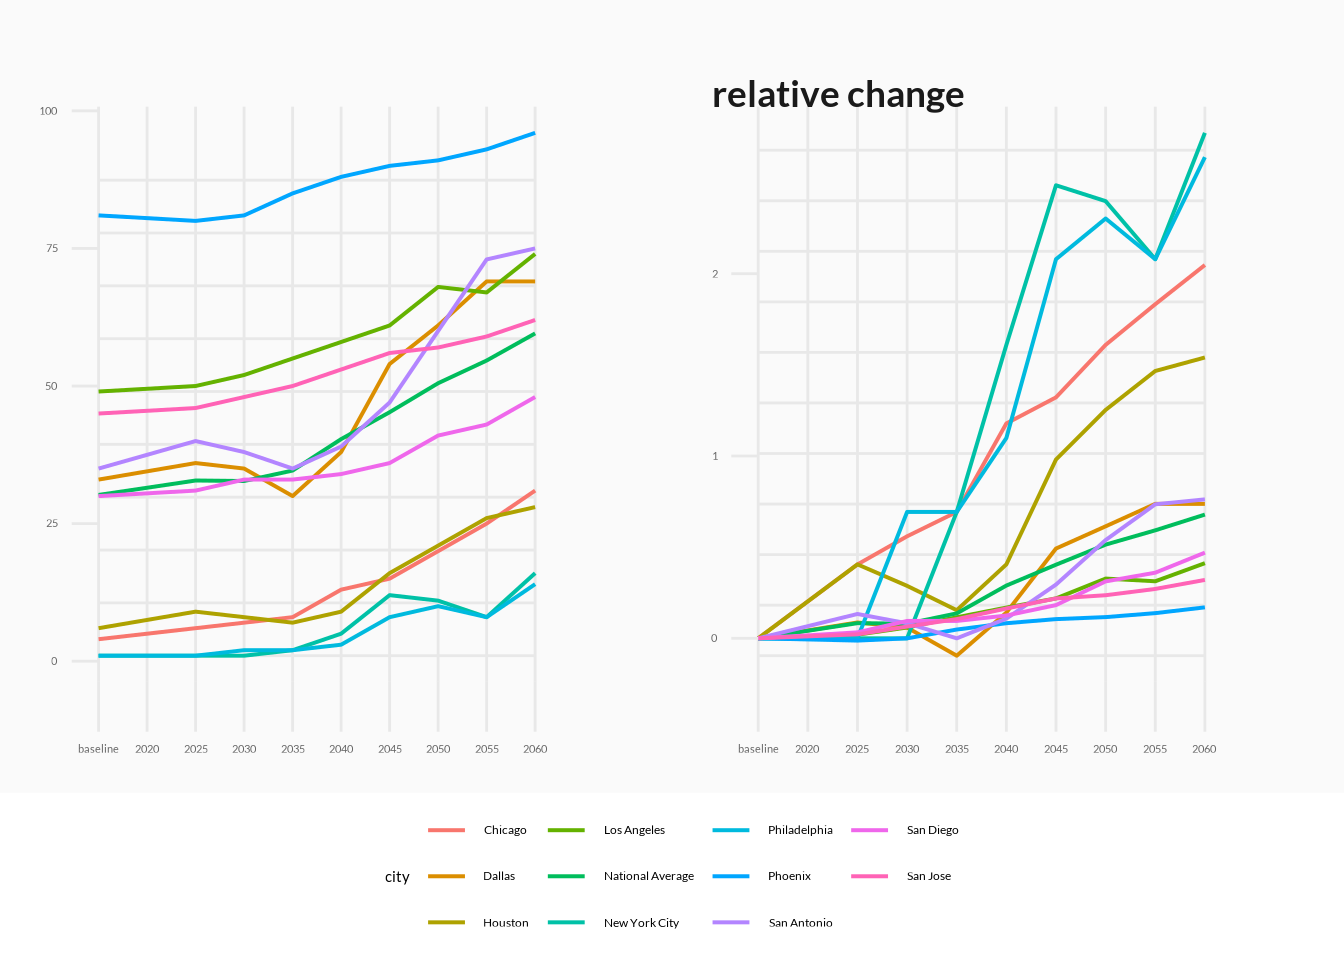 relative change
100
75
50
25
0
baseline 2020 2025 2030 2035 2040 2045 2050 2055 2060
2
1
0
baseline 2020 2025 2030 2035 2040 2045 2050 2055 2060
city
Chicago
Los Angeles
Philadelphia
San Diego
Dallas
National Average
Phoenix
San Jose
Houston
New York City
San Antonio